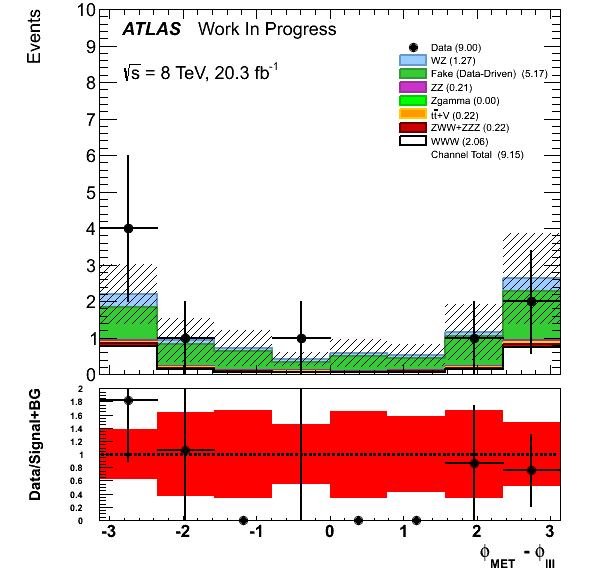 Events
10
9
8
7
6
5
4
3
2
1
0
ATLAS Work In Progress
√s = 8 TeV, 20.3 fb⁻¹
Data (9.00)
WZ (1.27)
Fake (Data-Driven) (5.17)
ZZ (0.21)
Zgamma (0.00)
tt̄+V (0.22)
ZWW+ZZZ (0.22)
WWW (2.06)
Channel Total (9.15)
Data/Signal+BG
2
1.8
1.6
1.4
1.2
1
0.8
0.6
0.4
0.2
0
-3 -2 -1 0 1 2 3
ϕMET - ϕlll